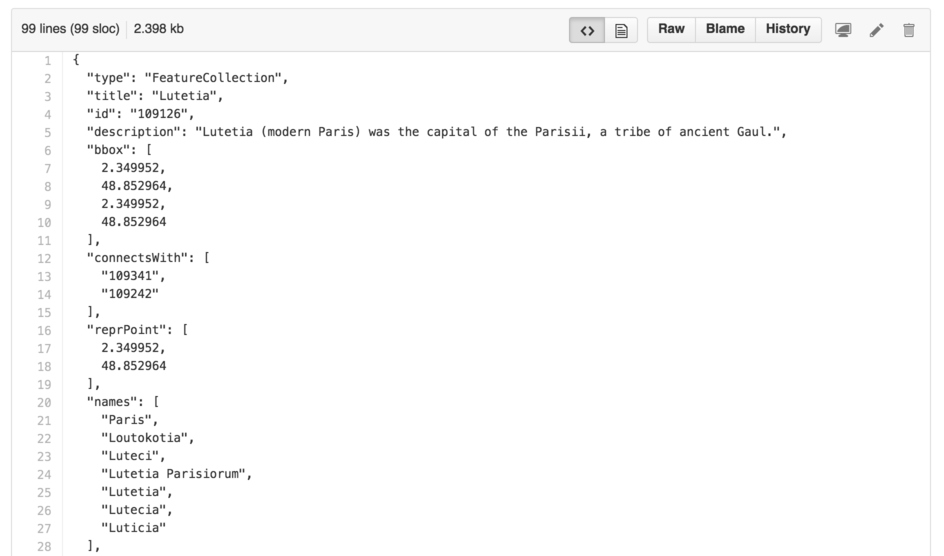 99 lines (99 sloc) 2.398 kb
Raw Blame History
1 {
2 "type": "FeatureCollection",
3 "title": "Lutetia",
4 "id": "109126",
5 "description": "Lutetia (modern Paris) was the capital of the Parisii, a tribe of ancient Gaul.",
6 "bbox": [
7 2.349952,
8 48.852964,
9 2.349952,
10 48.852964
11 ],
12 "connectsWith": [
13 "109341",
14 "109242"
15 ],
16 "reprPoint": [
17 2.349952,
18 48.852964
19 ],
20 "names": [
21 "Paris",
22 "Loutokotia",
23 "Luteci",
24 "Lutetia Parisiorum",
25 "Lutetia",
26 "Lutecia",
27 "Luticia"
28 ],